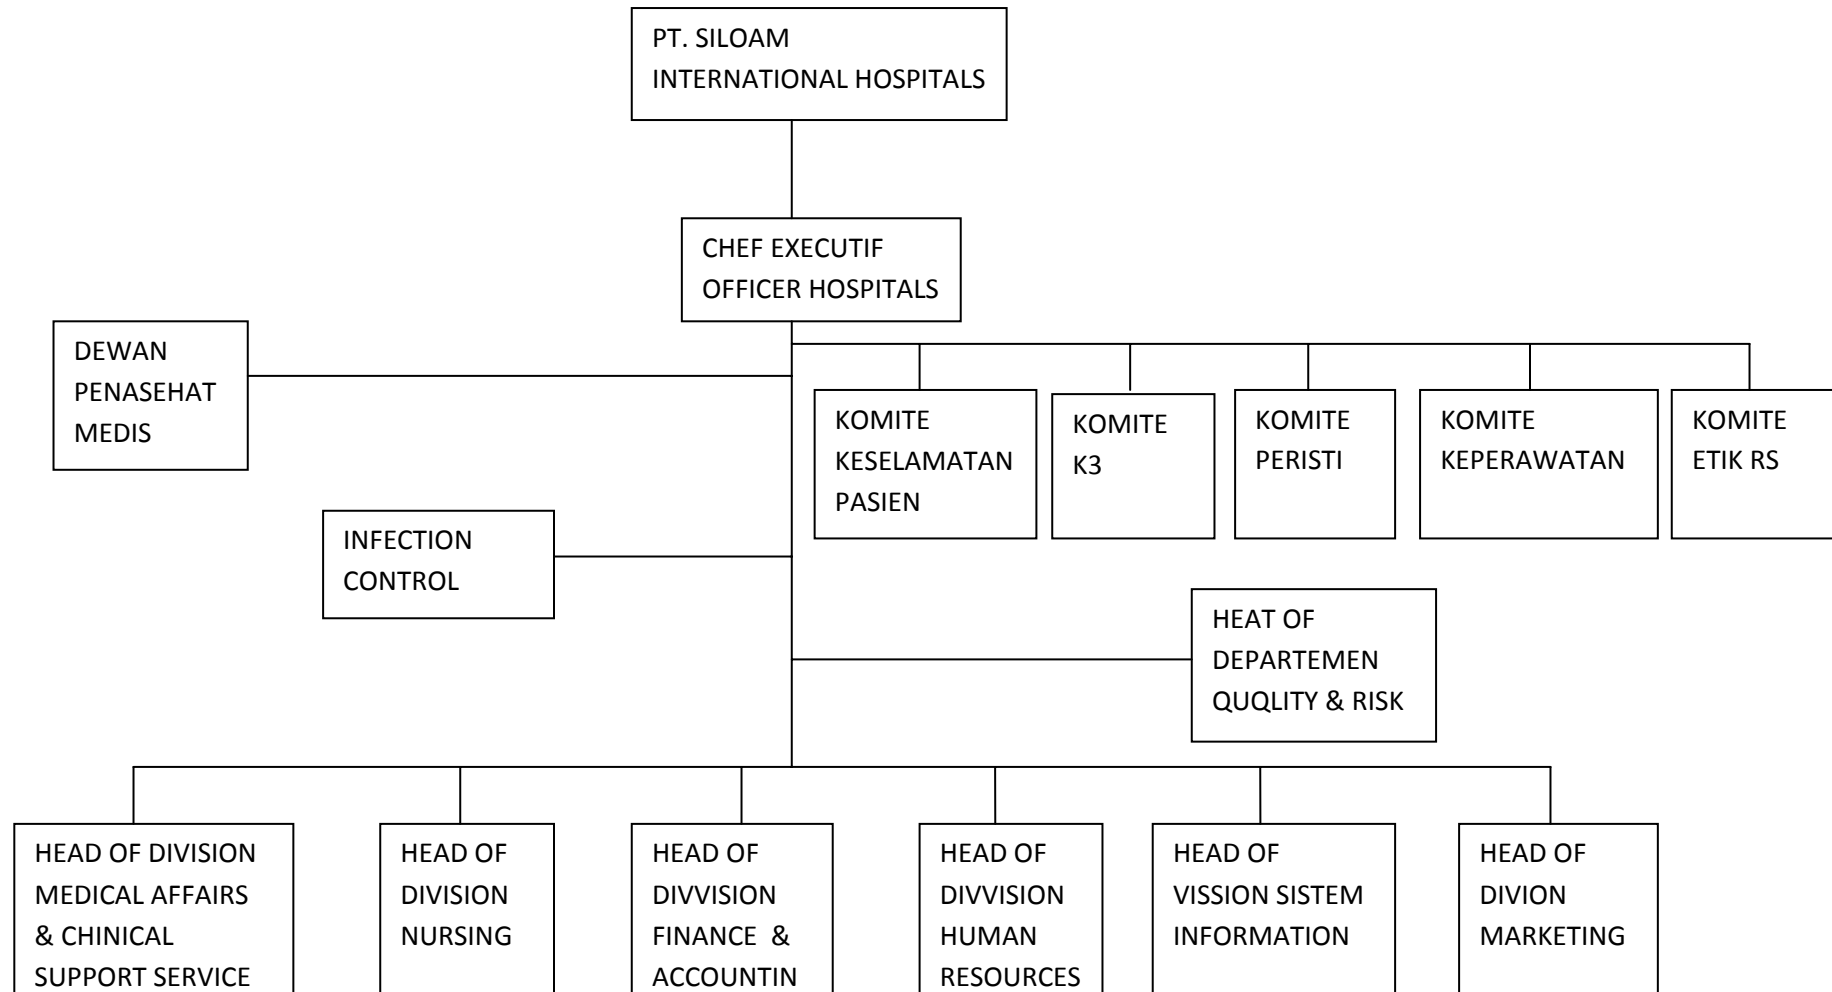 PT. SILOAM
INTERNATIONAL HOSPITALS
CHEF EXECUTIF
OFFICER HOSPITALS
DEWAN
PENASEHAT
MEDIS
KOMITE
KESELAMATAN
PASIEN
KOMITE
K3
KOMITE
PERISTI
KOMITE
KEPERAWATAN
KOMITE
ETIK RS
INFECTION
CONTROL
HEAT OF
DEPARTEMEN
QUQLITY & RISK
HEAD OF DIVISION
MEDICAL AFFAIRS
& CHINICAL
SUPPORT SERVICE
HEAD OF
DIVISION
NURSING
HEAD OF
DIVVISION
FINANCE &
ACCOUNTIN
HEAD OF
DIVVISION
HUMAN
RESOURCES
HEAD OF
VISSION SISTEM
INFORMATION
HEAD OF
DIVION
MARKETING